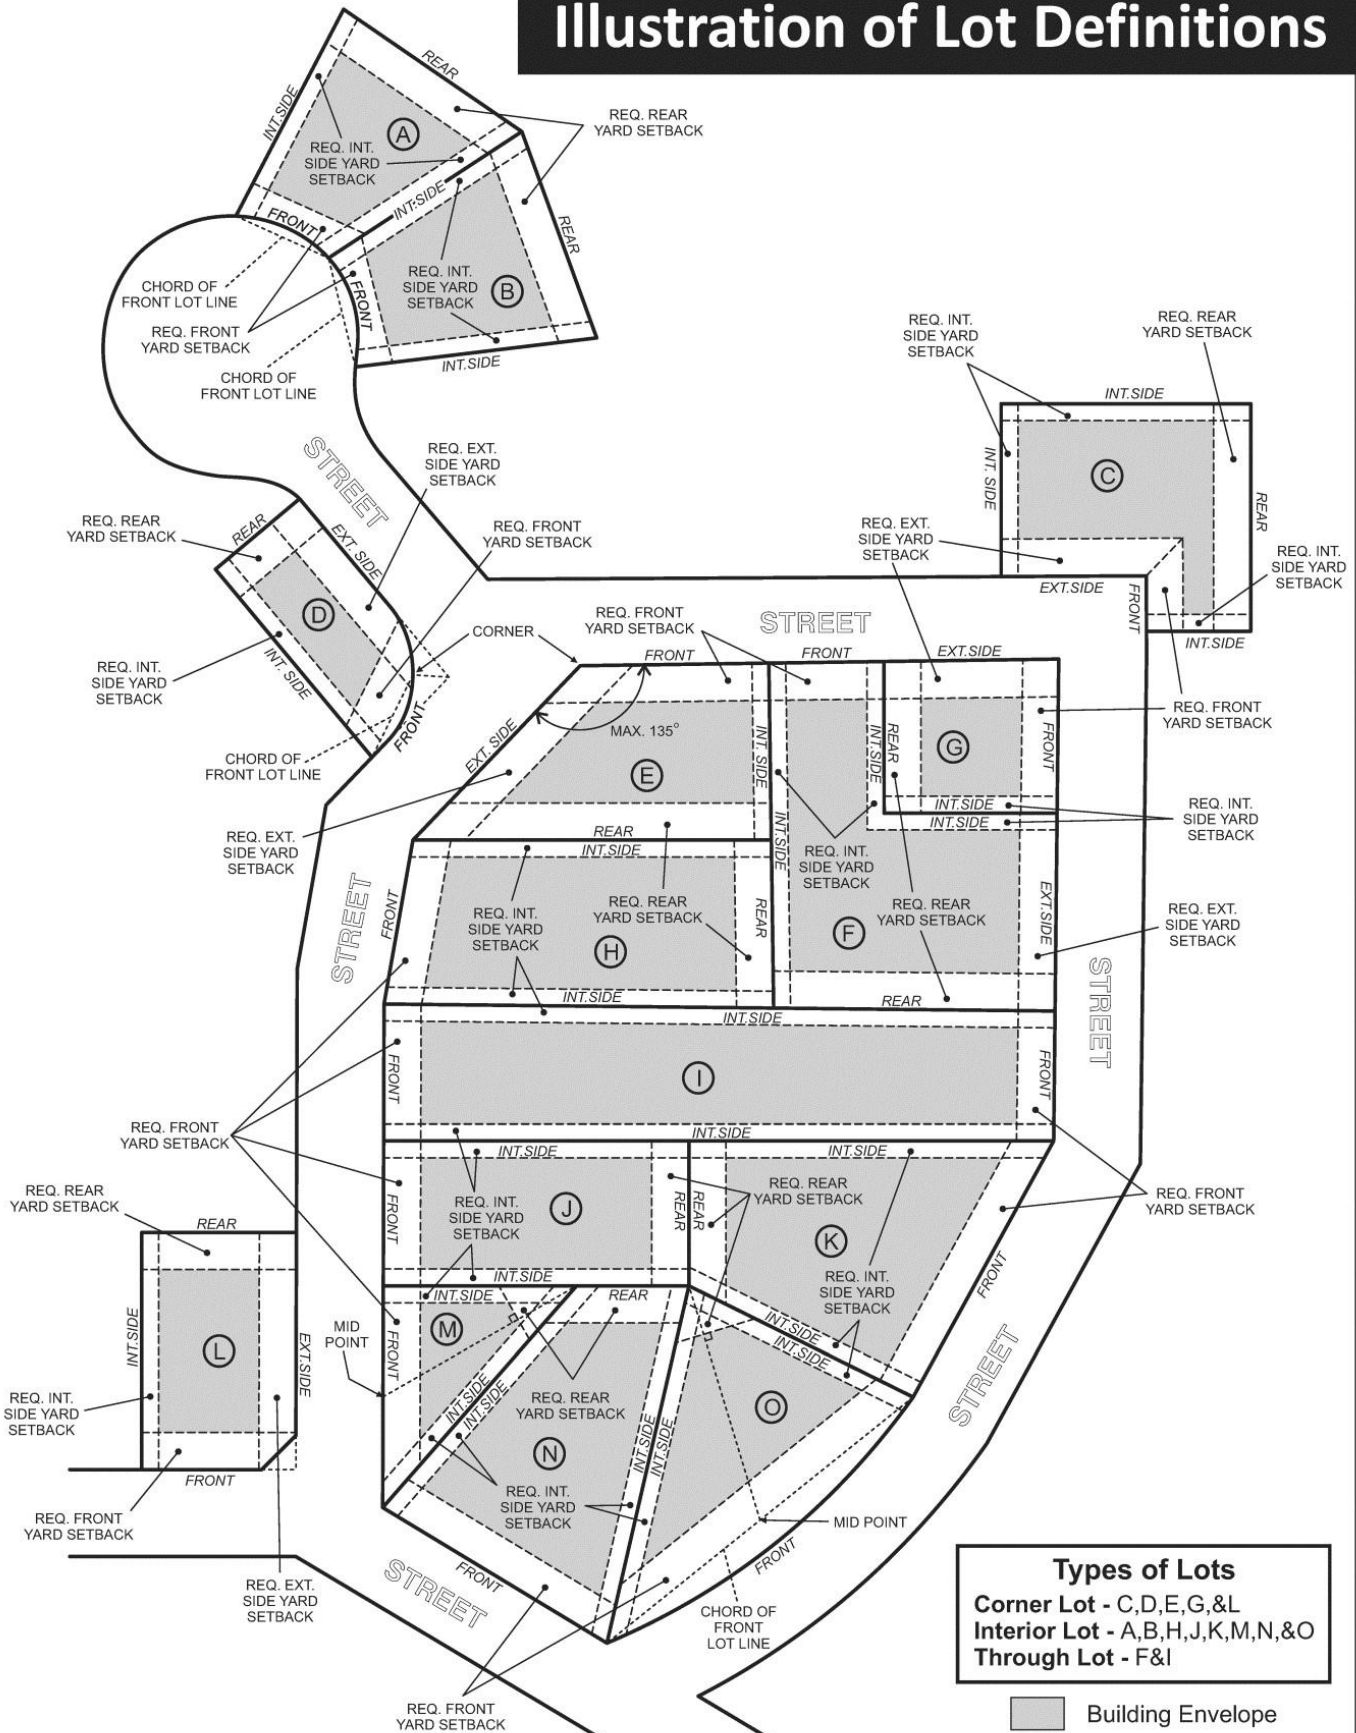 Illustration of Lot Definitions
REAR
INT.SIDE
A
REQ. INT.
SIDE YARD
SETBACK
REQ. REAR
YARD SETBACK
INT.SIDE
FRONT
REAR
REQ. INT.
SIDE YARD
SETBACK
B
FRONT
INT.SIDE
CHORD OF
FRONT LOT LINE
REQ. FRONT
YARD SETBACK
CHORD OF
FRONT LOT LINE
STREET
REQ. INT.
SIDE YARD
SETBACK
REQ. REAR
YARD SETBACK
INT.SIDE
INT. SIDE
C
REAR
REQ. EXT.
SIDE YARD
SETBACK
REQ. INT.
SIDE YARD
SETBACK
EXT.SIDE
FRONT
INT.SIDE
REQ. FRONT
YARD SETBACK
REQ. EXT.
SIDE YARD
SETBACK
REQ. FRONT
YARD SETBACK
REQ. REAR
YARD SETBACK
REAR
EXT. SIDE
D
REQ. INT.
SIDE YARD
SETBACK
INT. SIDE
FRONT
CHORD OF
FRONT LOT LINE
CORNER
REQ. FRONT
YARD SETBACK
STREET
FRONT
FRONT
EXT.SIDE
MAX. 135°
EXT. SIDE
E
INT. SIDE
REAR
INT.SIDE
INT.SIDE
REAR
G
FRONT
INT.SIDE
INT.SIDE
REQ. INT.
SIDE YARD
SETBACK
REQ. EXT.
SIDE YARD
SETBACK
REQ. INT.
SIDE YARD
SETBACK
INT.SIDE
STREET
FRONT
REQ. INT.
SIDE YARD
SETBACK
REQ. REAR
YARD SETBACK
H
REAR
REQ. REAR
YARD SETBACK
F
EXT.SIDE
REQ. EXT.
SIDE YARD
SETBACK
INT.SIDE
REAR
INT.SIDE
STREET
FRONT
I
FRONT
INT.SIDE
REQ. FRONT
YARD SETBACK
INT.SIDE
INT.SIDE
FRONT
REQ. INT.
SIDE YARD
SETBACK
J
REAR
REAR
REQ. REAR
YARD SETBACK
K
REQ. INT.
SIDE YARD
SETBACK
FRONT
REQ. FRONT
YARD SETBACK
INT.SIDE
REQ. REAR
YARD SETBACK
REAR
INT.SIDE
L
EXT.SIDE
REQ. INT.
SIDE YARD
SETBACK
FRONT
REQ. FRONT
YARD SETBACK
REQ. EXT.
SIDE YARD
SETBACK
INT.SIDE
REAR
M
MID
POINT
FRONT
INT.SIDE
INT.SIDE
REQ. REAR
YARD SETBACK
N
REQ. INT.
SIDE YARD
SETBACK
INT.SIDE
INT.SIDE
INT.SIDE
INT.SIDE
O
STREET
MID POINT
FRONT
CHORD OF
FRONT
LOT LINE
FRONT
STREET
REQ. FRONT
YARD SETBACK
Types of Lots
Corner Lot - C,D,E,G,&L
Interior Lot - A,B,H,J,K,M,N,&O
Through Lot - F&I
Building Envelope